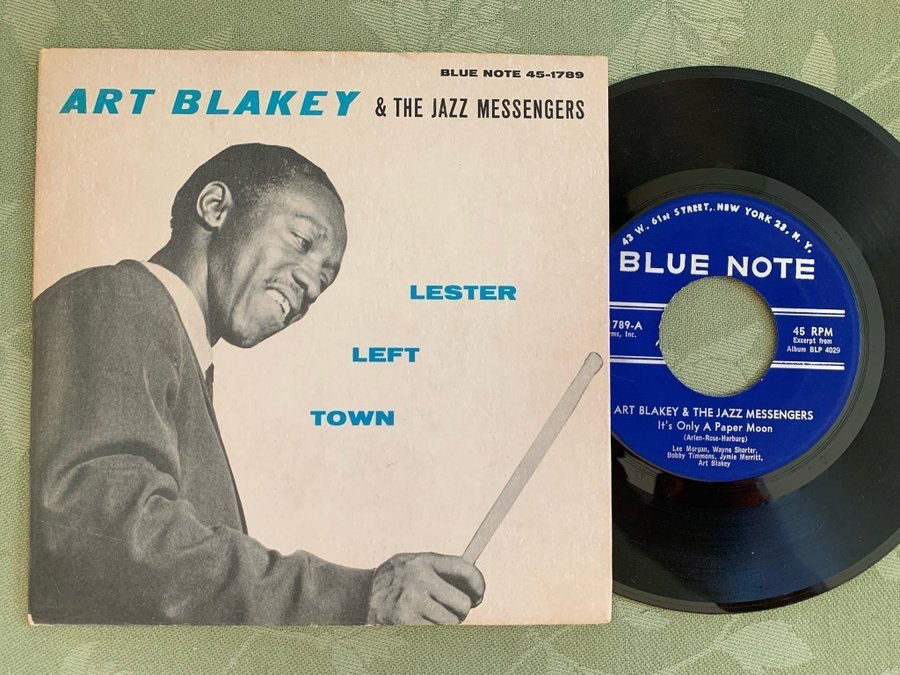 BLUE NOTE 45-1789
ART BLAKEY & THE JAZZ MESSENGERS
LESTER
LEFT
TOWN
43 W. 61st STREET, NEW YORK 23, N. Y.
BLUE NOTE
789-A
45 RPM
Excerpt from
Album BLP 4029
ART BLAKEY & THE JAZZ MESSENGERS
It's Only A Paper Moon
(Arlen-Rose-Harburg)
Lee Morgan, Wayne Shorter,
Bobby Timmons, Jymie Merritt,
Art Blakey